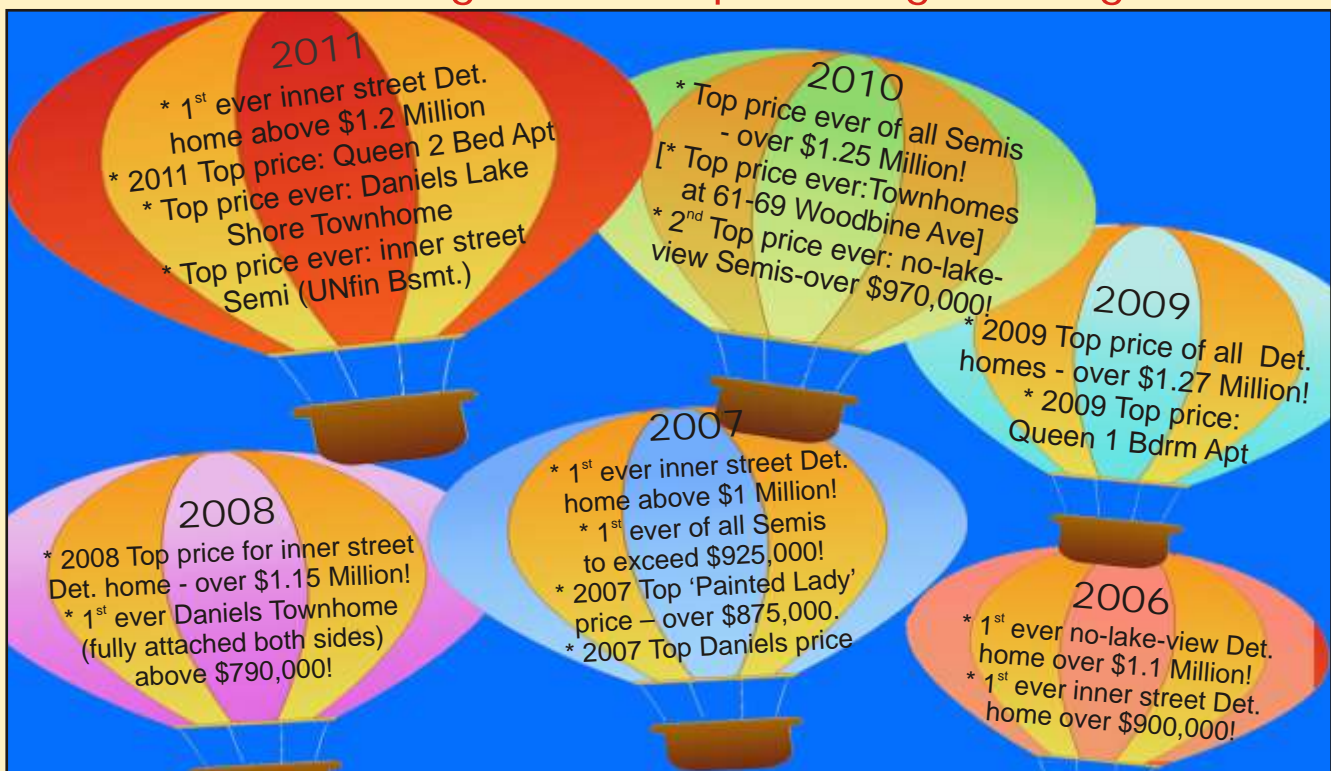 2011
* 1st ever inner street Det.
home above $1.2 Million
* 2011 Top price: Queen 2 Bed Apt
* Top price ever: Daniels Lake
Shore Townhome
* Top price ever: inner street
Semi (UNfin Bsmt.)
2010
* Top price ever of all Semis
- over $1.25 Million!
[* Top price ever:Townhomes
at 61-69 Woodbine Ave]
* 2nd Top price ever: no-lake-
view Semis-over $970,000!
2009
* 2009 Top price of all Det.
homes - over $1.27 Million!
* 2009 Top price:
Queen 1 Bdrm Apt
2008
* 2008 Top price for inner street
Det. home - over $1.15 Million!
* 1st ever Daniels Townhome
(fully attached both sides)
above $790,000!
2007
* 1st ever inner street Det.
home above $1 Million!
* 1st ever of all Semis
to exceed $925,000!
* 2007 Top ‘Painted Lady’
price – over $875,000.
* 2007 Top Daniels price
2006
* 1st ever no-lake-view Det.
home over $1.1 Million!
* 1st ever inner street Det.
home over $900,000!